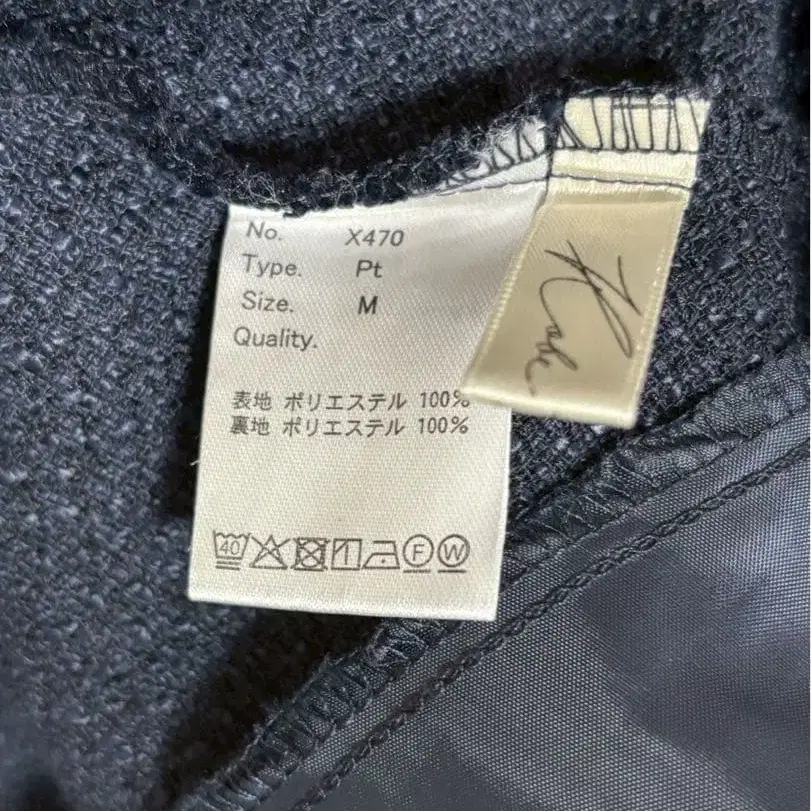 No. X470
Type. Pt
Size. M
Quality.
表地 ポリエステル 100%
裏地 ポリエステル 100%
40
F W